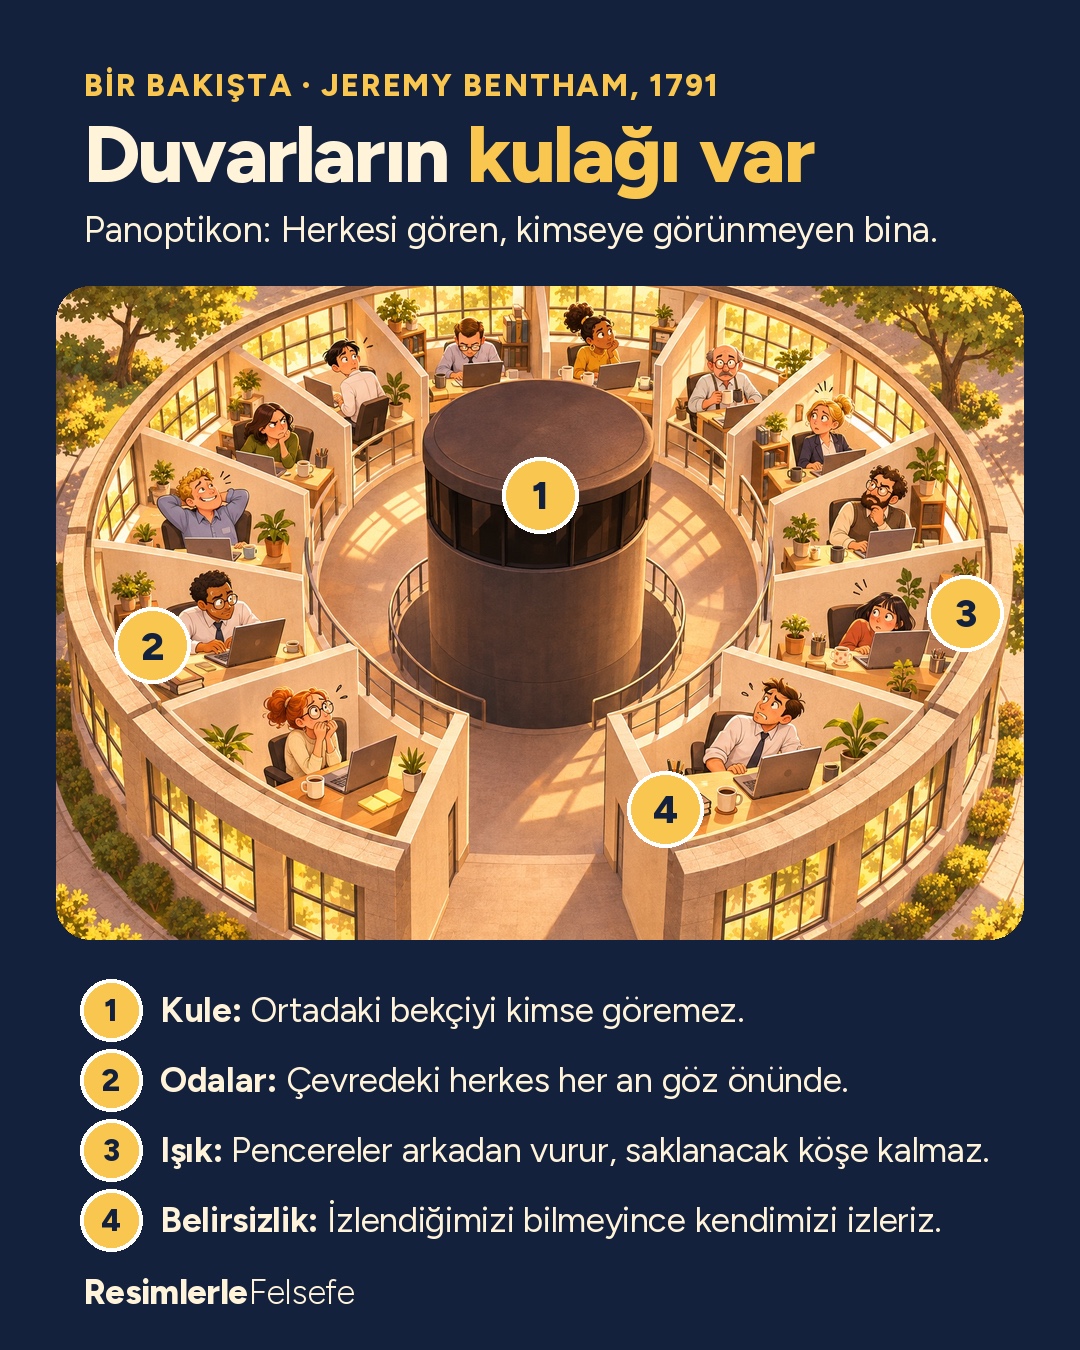 BİR BAKIŞTA · JEREMY BENTHAM, 1791
Duvarların kulağı var
Panoptikon: Herkesi gören, kimseye görünmeyen bina.
1
2
3
4
1 Kule: Ortadaki bekçiyi kimse göremez.
2 Odalar: Çevredeki herkes her an göz önünde.
3 Işık: Pencereler arkadan vurur, saklanacak köşe kalmaz.
4 Belirsizlik: İzlendiğimizi bilmeyince kendimizi izleriz.
ResimlerleFelsefe